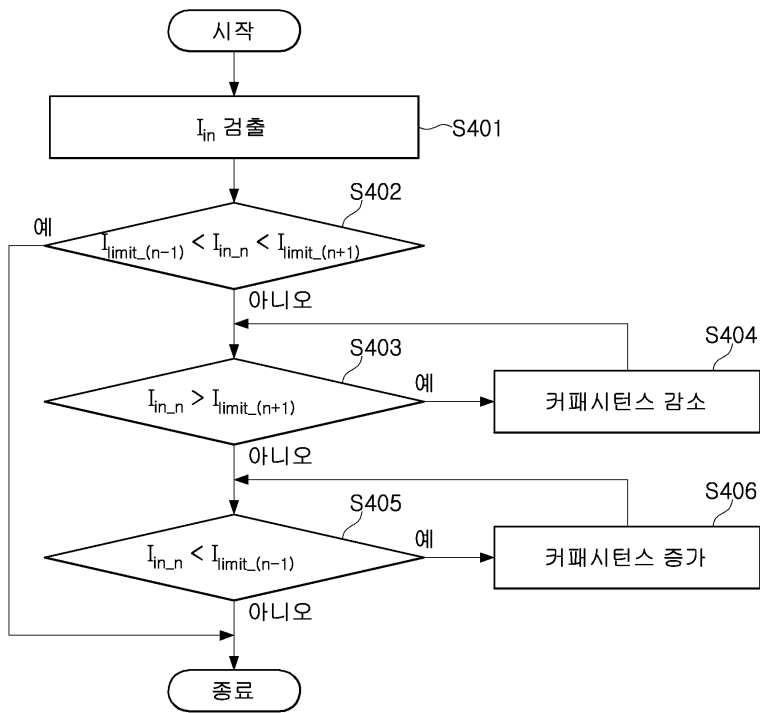 시작
I_in 검출
S401
S402
예
I_limit_(n-1) < I_in_n < I_limit_(n+1)
아니오
S403
S404
I_in_n > I_limit_(n+1)
예
커패시턴스 감소
아니오
S405
S406
I_in_n < I_limit_(n-1)
예
커패시턴스 증가
아니오
종료